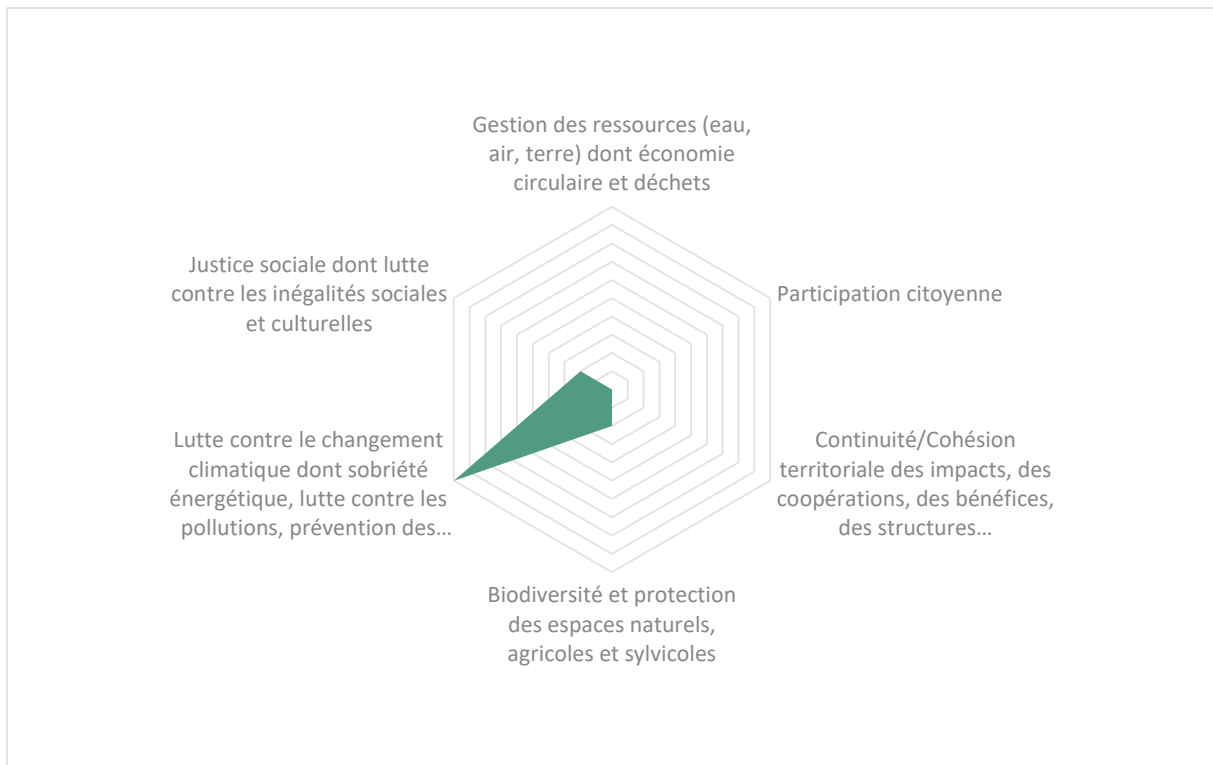 Gestion des ressources (eau,
air, terre) dont économie
circulaire et déchets
Justice sociale dont lutte
contre les inégalités sociales
et culturelles
Participation citoyenne
Lutte contre le changement
climatique dont sobriété
énergétique, lutte contre les
pollutions, prévention des…
Continuité/Cohésion
territoriale des impacts, des
coopérations, des bénéfices,
des structures…
Biodiversité et protection
des espaces naturels,
agricoles et sylvicoles